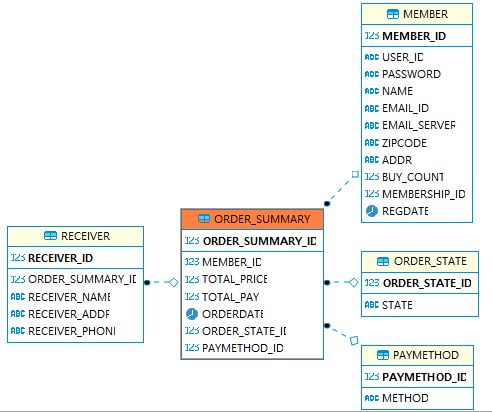 MEMBER
123 MEMBER_ID
ABC USER_ID
ABC PASSWORD
ABC NAME
ABC EMAIL_ID
ABC EMAIL_SERVER
ABC ZIPCODE
ABC ADDR
123 BUY_COUNT
123 MEMBERSHIP_ID
REGDATE
RECEIVER
123 RECEIVER_ID
123 ORDER_SUMMARY_ID
ABC RECEIVER_NAME
ABC RECEIVER_ADDR
ABC RECEIVER_PHONI
ORDER_SUMMARY
123 ORDER_SUMMARY_ID
123 MEMBER_ID
123 TOTAL_PRICE
123 TOTAL_PAY
ORDERDATE
123 ORDER_STATE_ID
123 PAYMETHOD_ID
ORDER_STATE
123 ORDER_STATE_ID
ABC STATE
PAYMETHOD
123 PAYMETHOD_ID
ABC METHOD